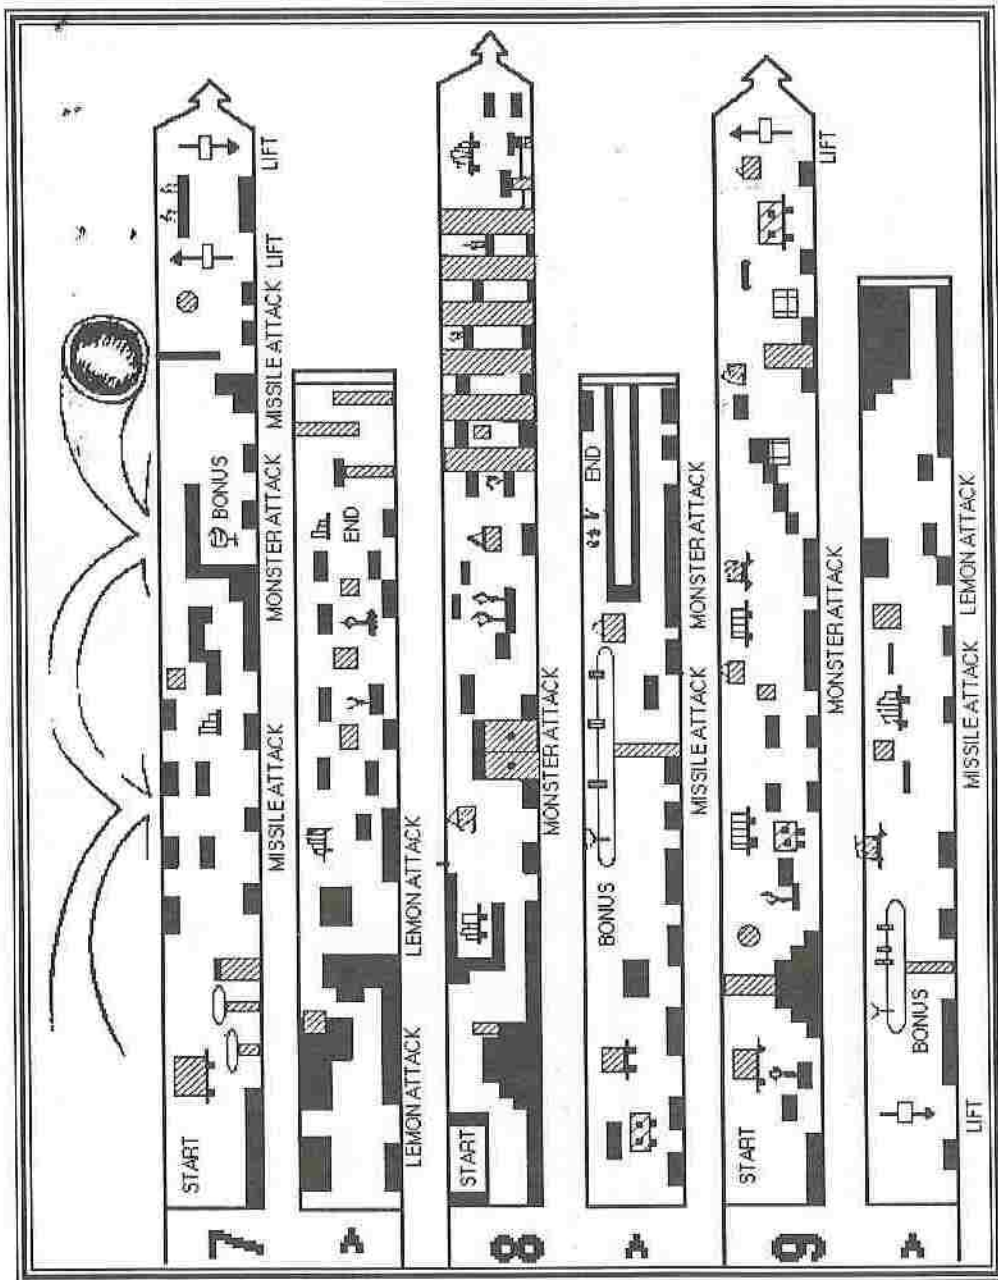 7 START BONUS
MISSILE ATTACK MONSTER ATTACK MISSILE ATTACK LIFT LIFT
> END
LEMON ATTACK LEMON ATTACK
8 START
MONSTER ATTACK
> BONUS END
MISSILE ATTACK MONSTER ATTACK
9 START
MONSTER ATTACK LIFT
> BONUS
LIFT MISSILE ATTACK LEMON ATTACK